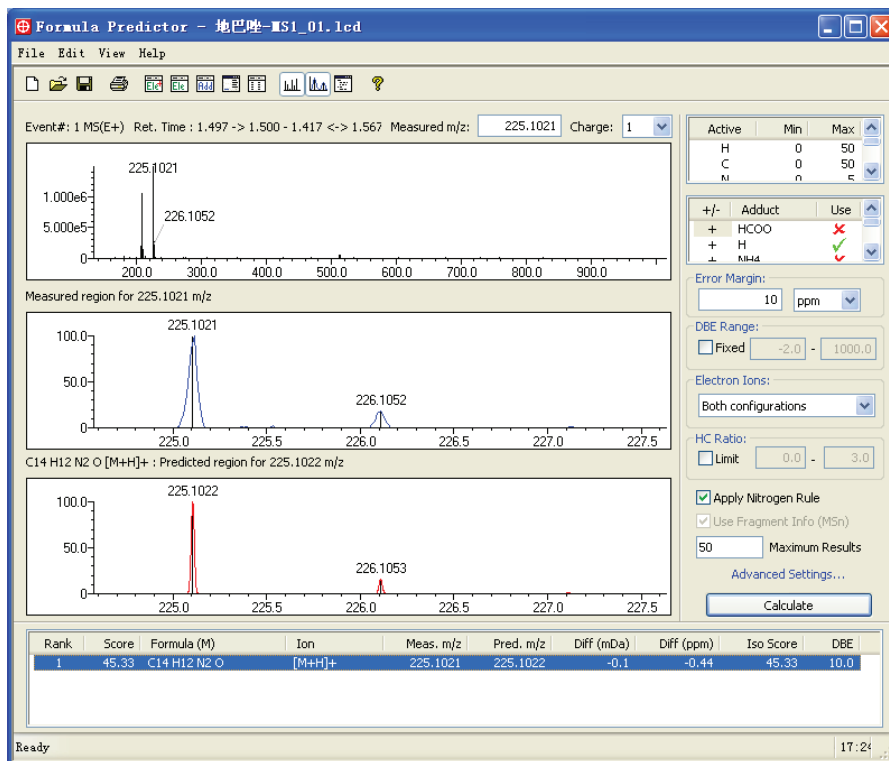 Formula Predictor - 地巴唑-MS1_01.lcd
File Edit View Help
Event#: 1 MS(E+) Ret. Time : 1.497 -> 1.500 - 1.417 <-> 1.567 Measured m/z: 225.1021 Charge: 1
225.1021
1.000e6
226.1052
5.000e5
0
200.0 300.0 400.0 500.0 600.0 700.0 800.0 900.0
Measured region for 225.1021 m/z
225.1021
100.0
50.0
226.1052
0.0
225.0 225.5 226.0 226.5 227.0 227.5
C14 H12 N2 O [M+H]+ : Predicted region for 225.1022 m/z
225.1022
100.0
50.0
226.1053
0.0
225.0 225.5 226.0 226.5 227.0 227.5
Active Min Max
H 0 50
C 0 50
N 0 5
+/- Adduct Use
+ HCOO
+ H
+ NH4
Error Margin:
10 ppm
DBE Range:
Fixed -2.0 - 1000.0
Electron Ions:
Both configurations
HC Ratio:
Limit 0.0 - 3.0
Apply Nitrogen Rule
Use Fragment Info (MSn)
50 Maximum Results
Advanced Settings...
Calculate
Rank Score Formula (M) Ion Meas. m/z Pred. m/z Diff (mDa) Diff (ppm) Iso Score DBE
1 45.33 C14 H12 N2 O [M+H]+ 225.1021 225.1022 -0.1 -0.44 45.33 10.0
Ready 17:24